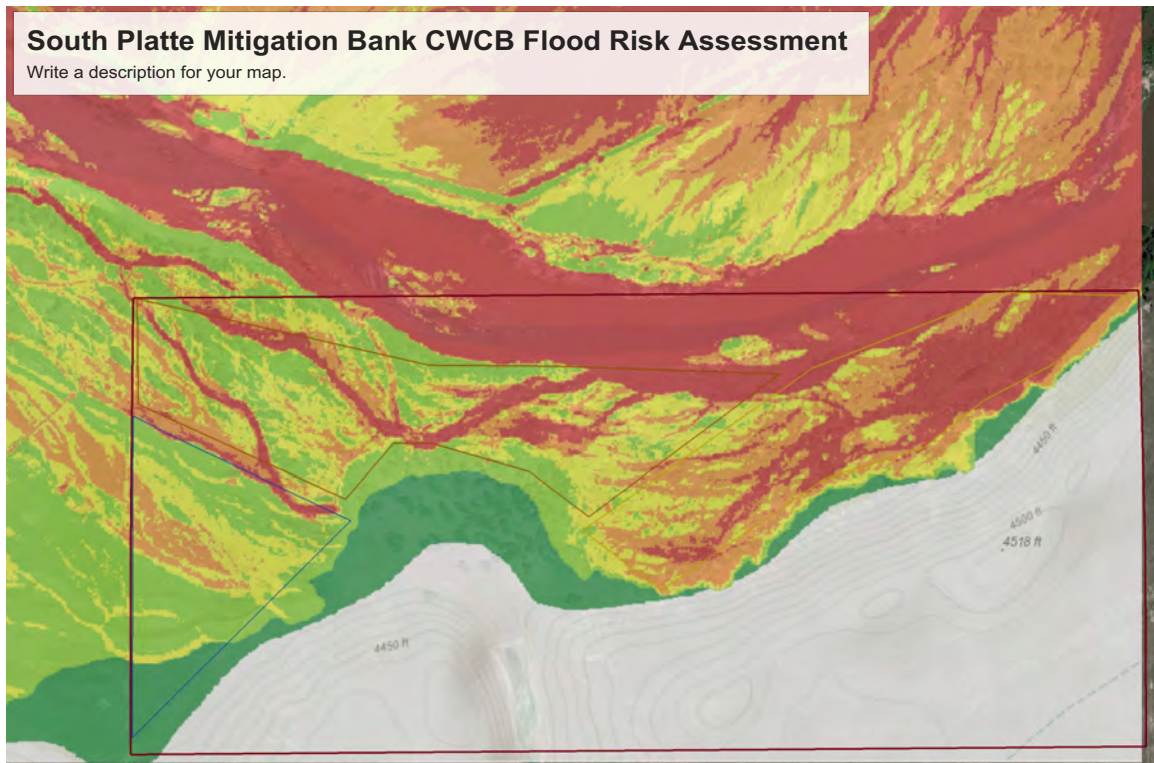 South Platte Mitigation Bank CWCB Flood Risk Assessment
Write a description for your map.
4450 ft
4500 ft
4518 ft
4450 ft